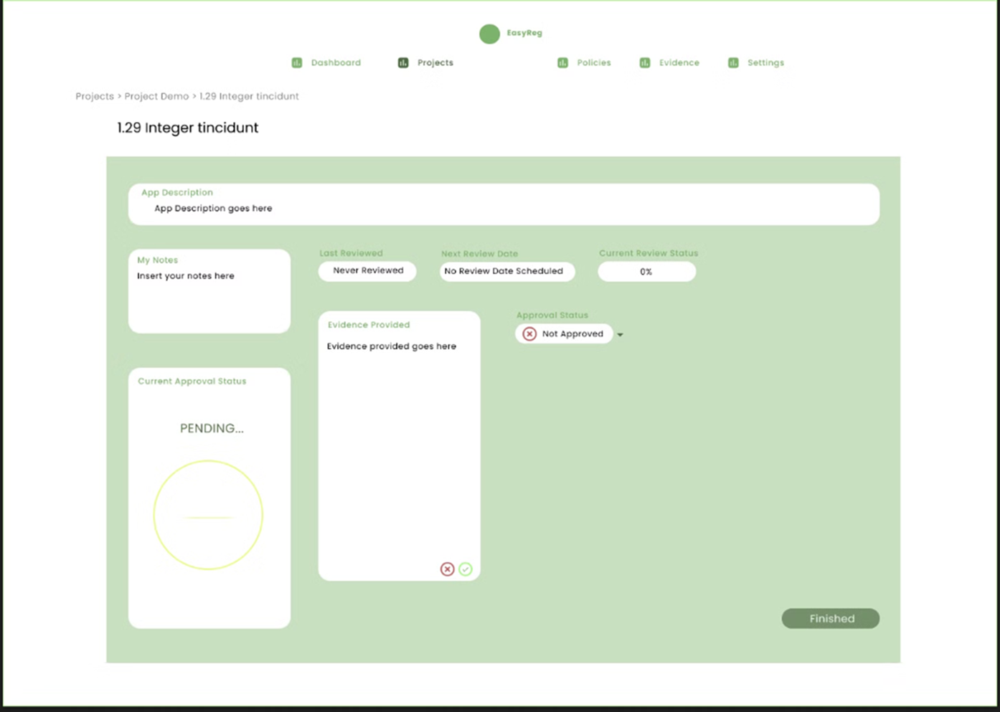 EasyReg
Dashboard
Projects
Policies
Evidence
Settings
Projects > Project Demo > 1.29 Integer tincidunt
1.29 Integer tincidunt
App Description
App Description goes here
My Notes
Insert your notes here
Last Reviewed
Never Reviewed
Next Review Date
No Review Date Scheduled
Current Review Status
0%
Evidence Provided
Evidence provided goes here
Approval Status
Not Approved
Current Approval Status
PENDING...
Finished